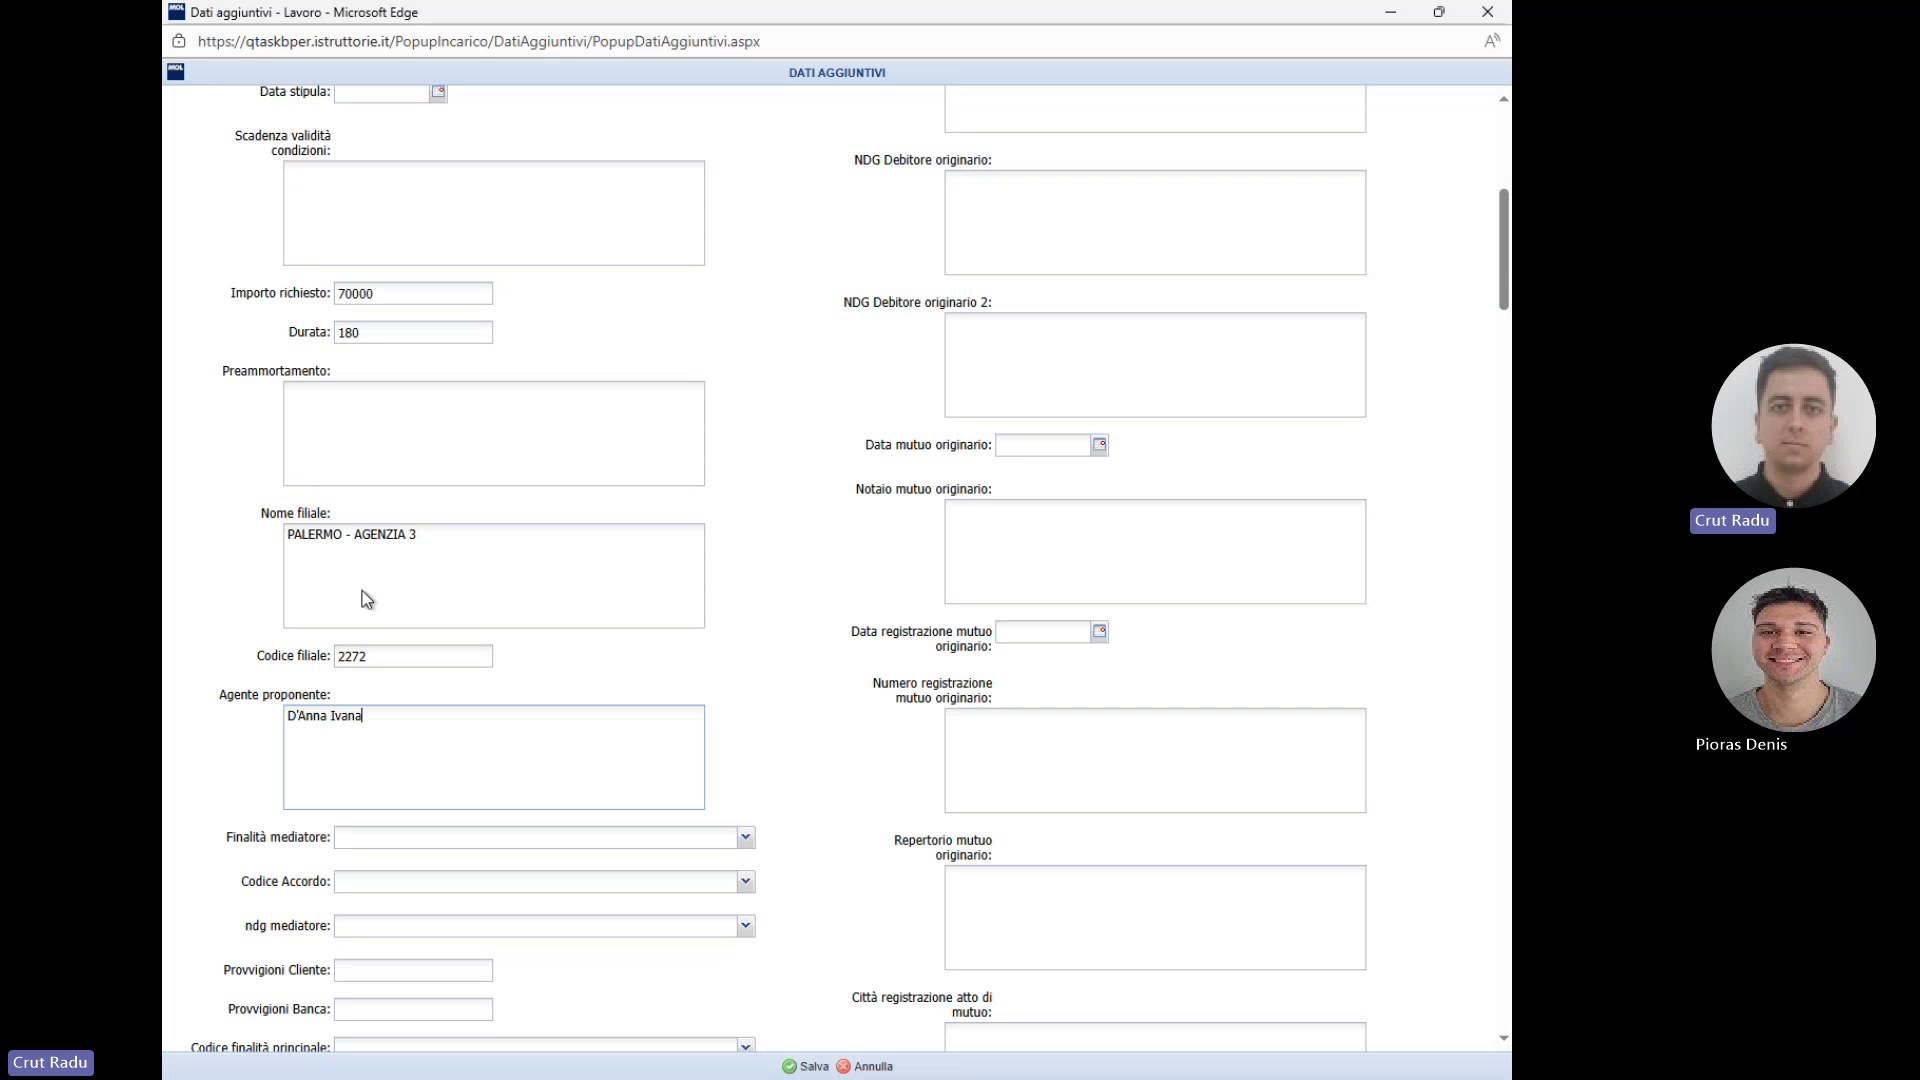 MOL
Dati aggiuntivi - Lavoro - Microsoft Edge
https://qtaskbper.istruttorie.it/PopupIncarico/DatiAggiuntivi/PopupDatiAggiuntivi.aspx
MOL
DATI AGGIUNTIVI
Data stipula:
Scadenza validità
condizioni:
Importo richiesto: 70000
Durata: 180
Preammortamento:
Nome filiale:
PALERMO - AGENZIA 3
Codice filiale: 2272
Agente proponente:
D'Anna Ivana
Finalità mediatore:
Codice Accordo:
ndg mediatore:
Provvigioni Cliente:
Provvigioni Banca:
Codice finalità principale:
NDG Debitore originario:
NDG Debitore originario 2:
Data mutuo originario:
Notaio mutuo originario:
Data registrazione mutuo
originario:
Numero registrazione
mutuo originario:
Repertorio mutuo
originario:
Città registrazione atto di
mutuo:
Salva Annulla
Crut Radu
Pioras Denis
Crut Radu